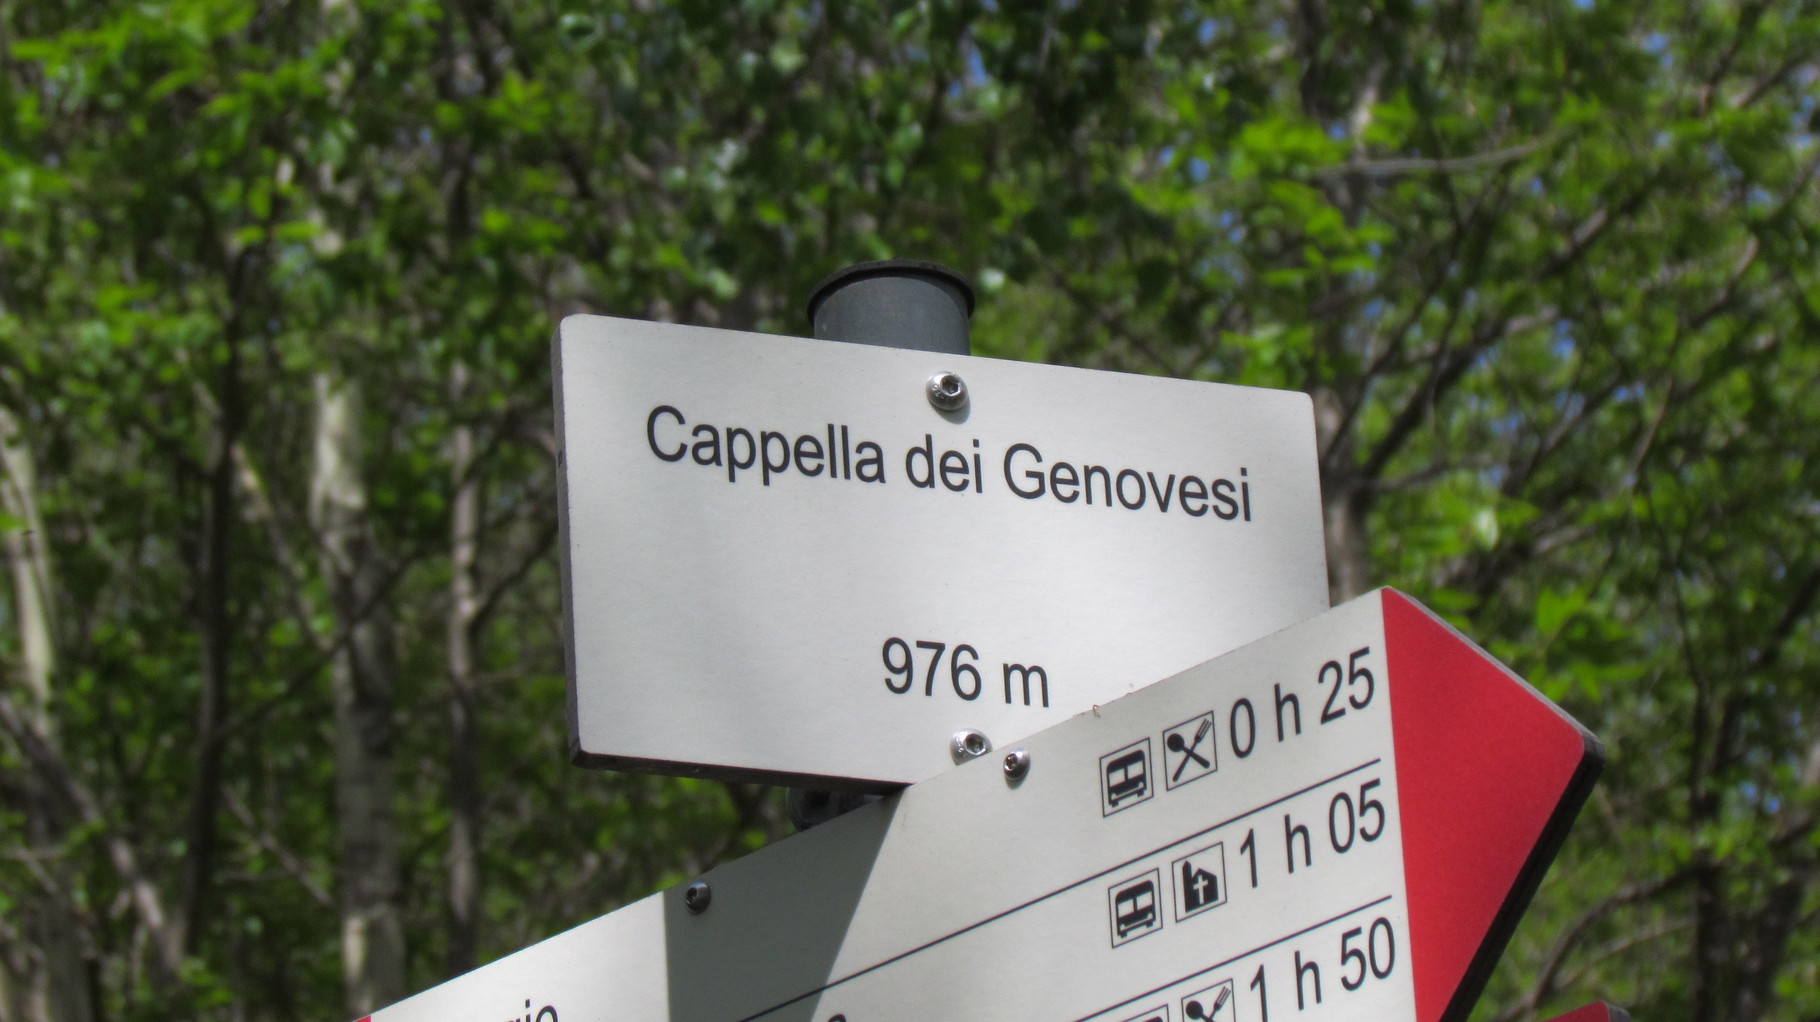 Cappella dei Genovesi
976 m
0 h 25
1 h 05
1 h 50